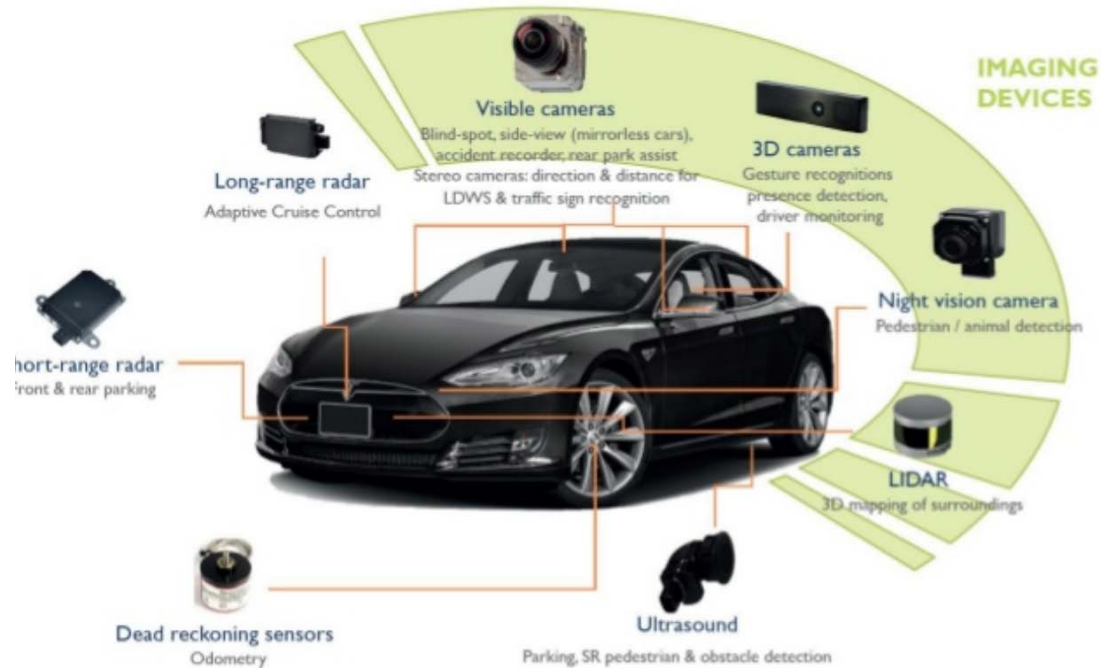 IMAGING
DEVICES
Visible cameras
Blind-spot, side-view (mirrorless cars),
accident recorder, rear park assist
Stereo cameras: direction & distance for
LDWS & traffic sign recognition
3D cameras
Gesture recognitions
presence detection,
driver monitoring
Long-range radar
Adaptive Cruise Control
Night vision camera
Pedestrian / animal detection
hort-range radar
Front & rear parking
LIDAR
3D mapping of surroundings
Dead reckoning sensors
Odometry
Ultrasound
Parking, SR pedestrian & obstacle detection